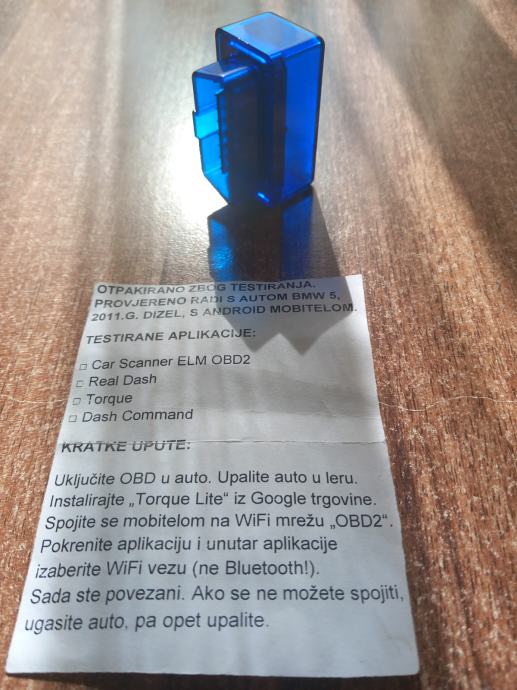 OTPAKIRANO ZBOG TESTIRANJA.
PROVJERENO RADI S AUTOM BMW 5,
2011.G. DIZEL, S ANDROID MOBITELOM.
TESTIRANE APLIKACIJE:
□ Car Scanner ELM OBD2
□ Real Dash
□ Torque
□ Dash Command
KRATKE UPUTE:
Uključite OBD u auto. Upalite auto u leru.
Instalirajte „Torque Lite“ iz Google trgovine.
Spojite se mobitelom na WiFi mrežu „OBD2“.
Pokrenite aplikaciju i unutar aplikacije
izaberite WiFi vezu (ne Bluetooth!).
Sada ste povezani. Ako se ne možete spojiti,
ugasite auto, pa opet upalite.